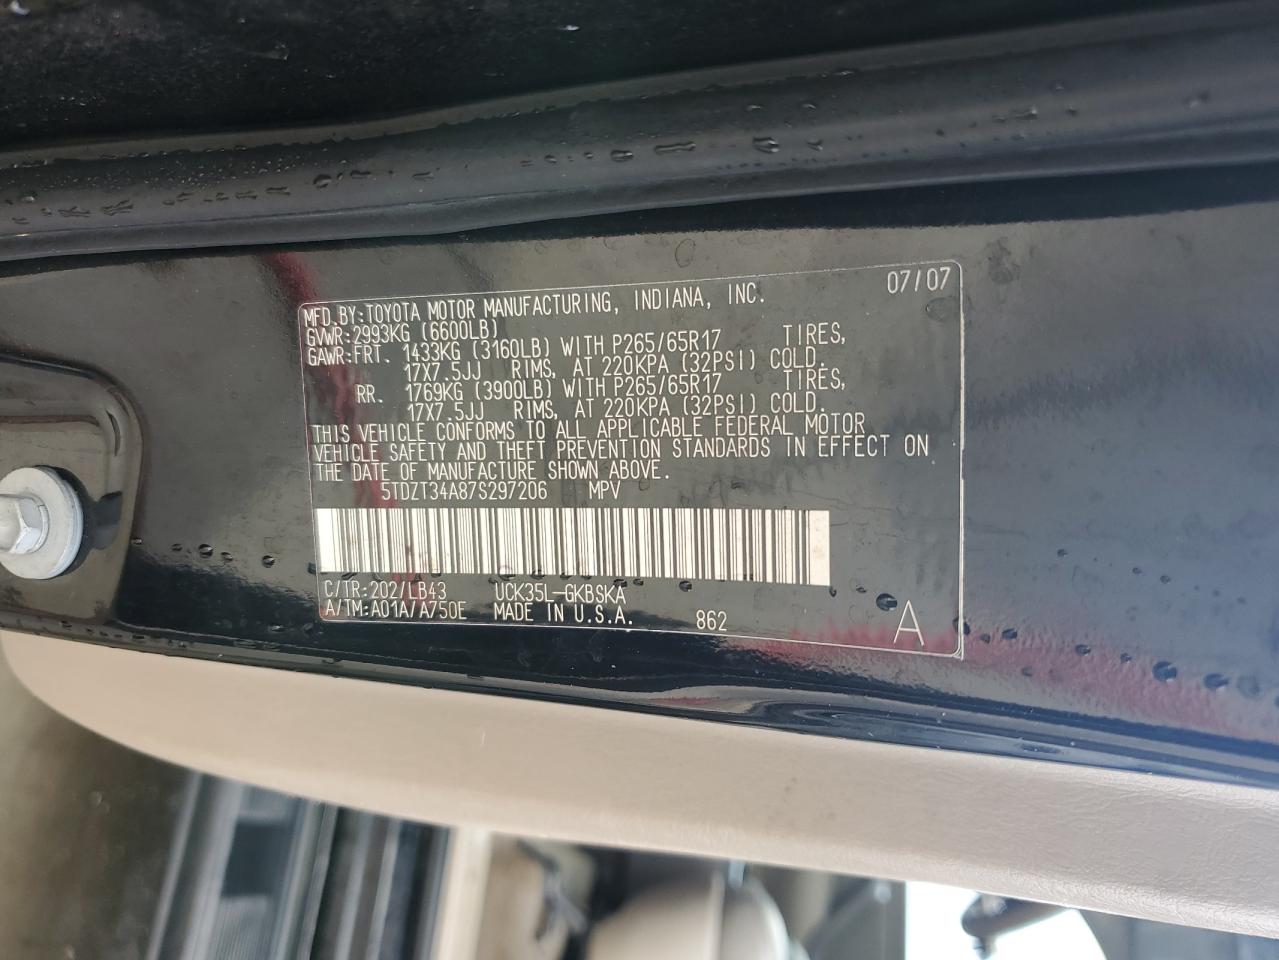 07/07
MFD.BY:TOYOTA MOTOR MANUFACTURING, INDIANA, INC.
GVWR:2993KG (6600LB)
GAWR:FRT. 1433KG (3160LB) WITH P265/65R17 TIRES,
17X7.5JJ RIMS, AT 220KPA (32PSI) COLD.
RR. 1769KG (3900LB) WITH P265/65R17 TIRES,
17X7.5JJ RIMS, AT 220KPA (32PSI) COLD.
THIS VEHICLE CONFORMS TO ALL APPLICABLE FEDERAL MOTOR
VEHICLE SAFETY AND THEFT PREVENTION STANDARDS IN EFFECT ON
THE DATE OF MANUFACTURE SHOWN ABOVE.
5TDZT34A87S297206 MPV
C/TR:202/LB43 UCK35L-GKBSKA
A/TM:A01A/A750E MADE IN U.S.A. 862 A